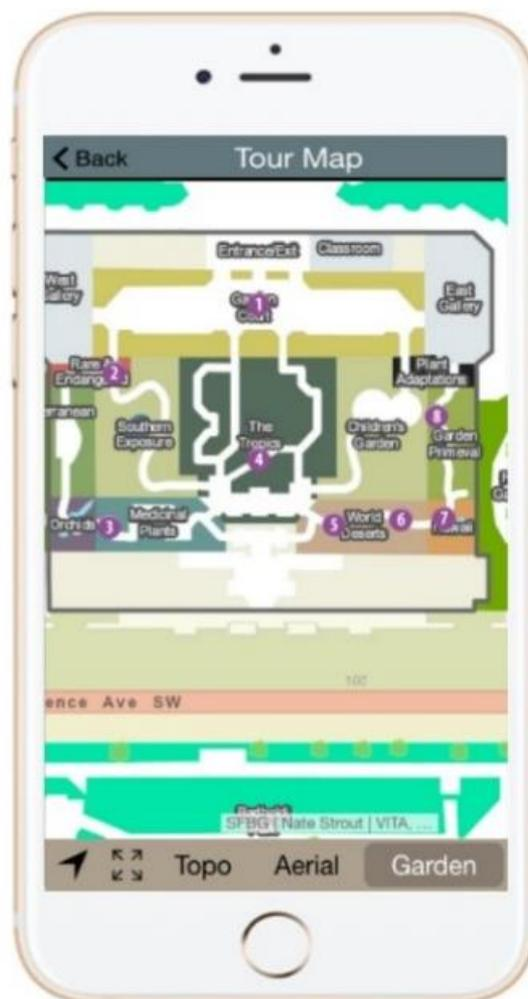 Back
Tour Map
Entrance/Exit
Classroom
West
Gallery
Garden
Court
1
East
Gallery
Rare &
Endangered
2
Plant
Adaptations
Southern
Exposure
The
Tropics
4
Children's
Garden
8
Garden
Primeval
Orchids
3
Medicinal
Plants
5
World
Deserts
6
7
100
ence Ave SW
SFBG | Nate Strout | VITA, ...
Topo
Aerial
Garden